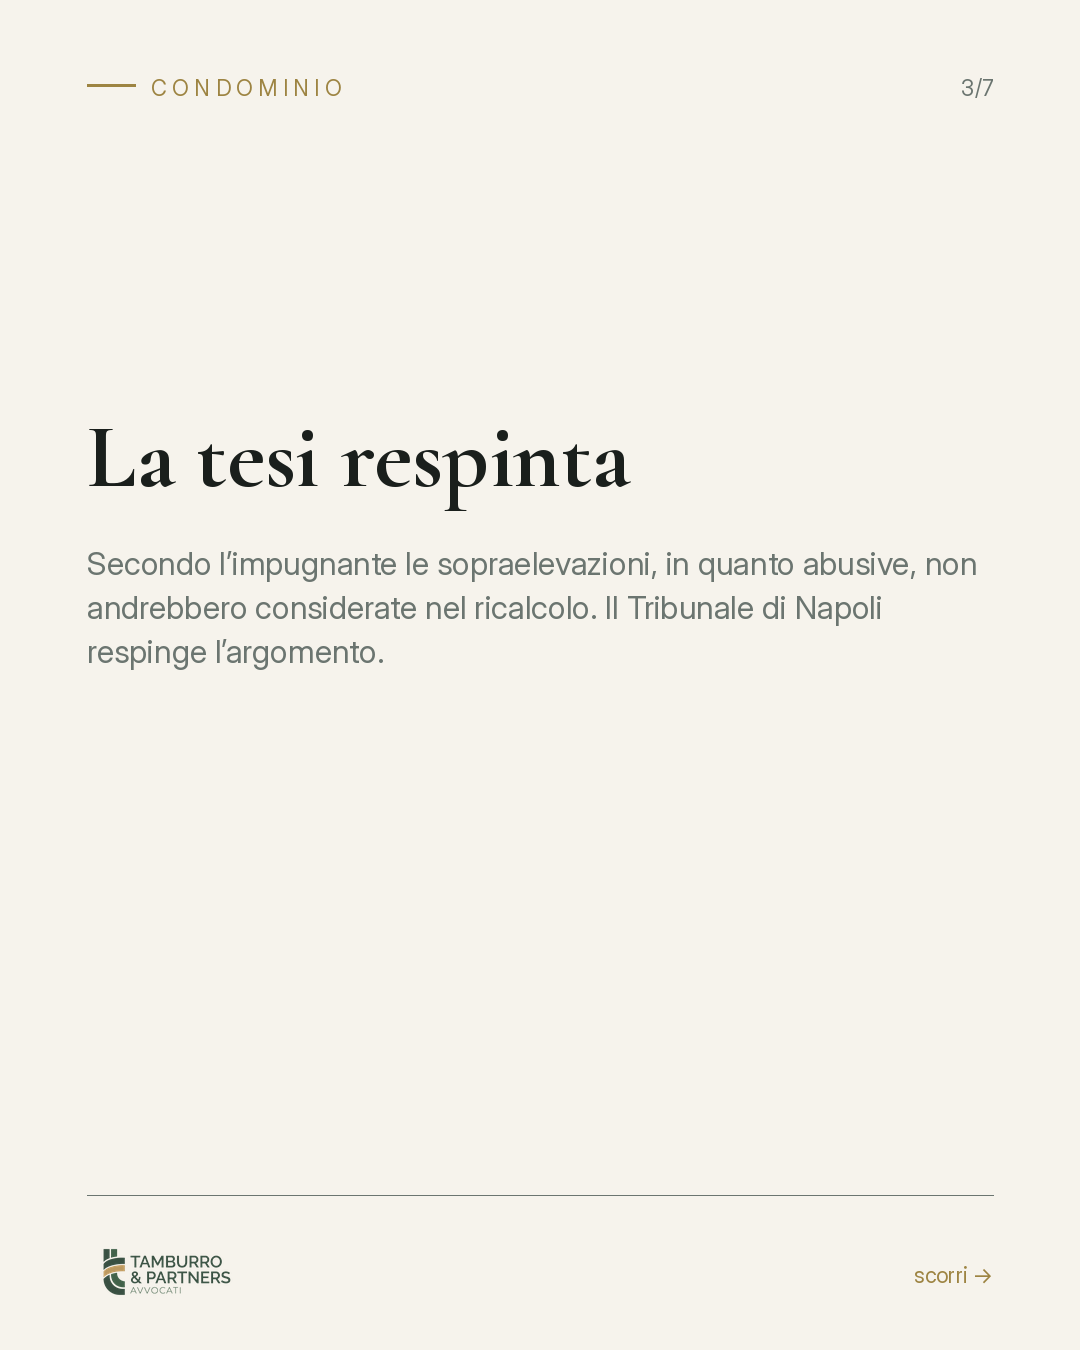 CONDOMINIO
3/7
La tesi respinta
Secondo l’impugnante le sopraelevazioni, in quanto abusive, non
andrebbero considerate nel ricalcolo. Il Tribunale di Napoli
respinge l’argomento.
TAMBURRO
& PARTNERS
AVVOCATI
scorri →